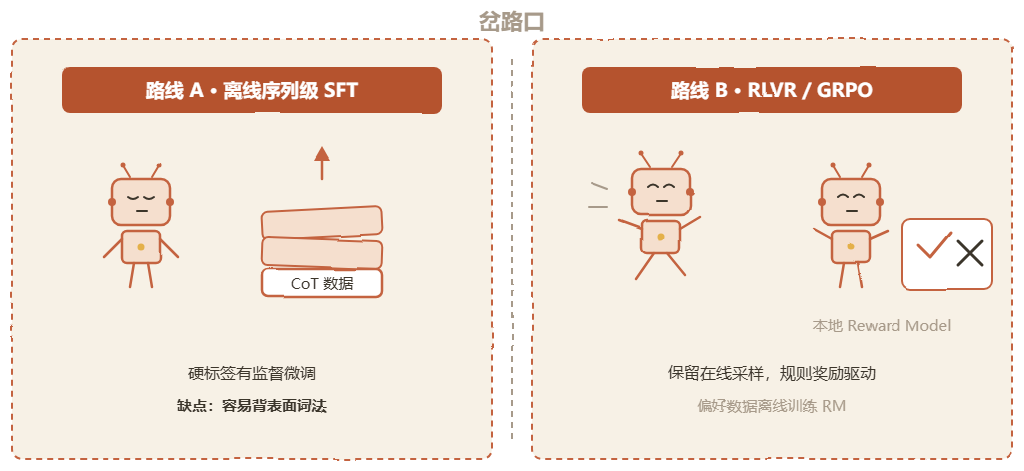 岔路口
路线 A · 离线序列级 SFT
CoT 数据
硬标签有监督微调
缺点：容易背表面词法
路线 B · RLVR / GRPO
本地 Reward Model
保留在线采样，规则奖励驱动
偏好数据离线训练 RM